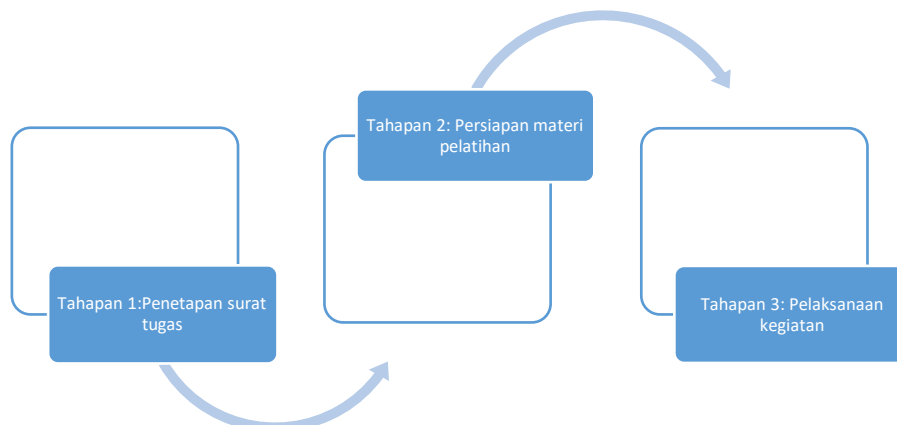 Tahapan 1:Penetapan surat
tugas
Tahapan 2: Persiapan materi
pelatihan
Tahapan 3: Pelaksanaan
kegiatan